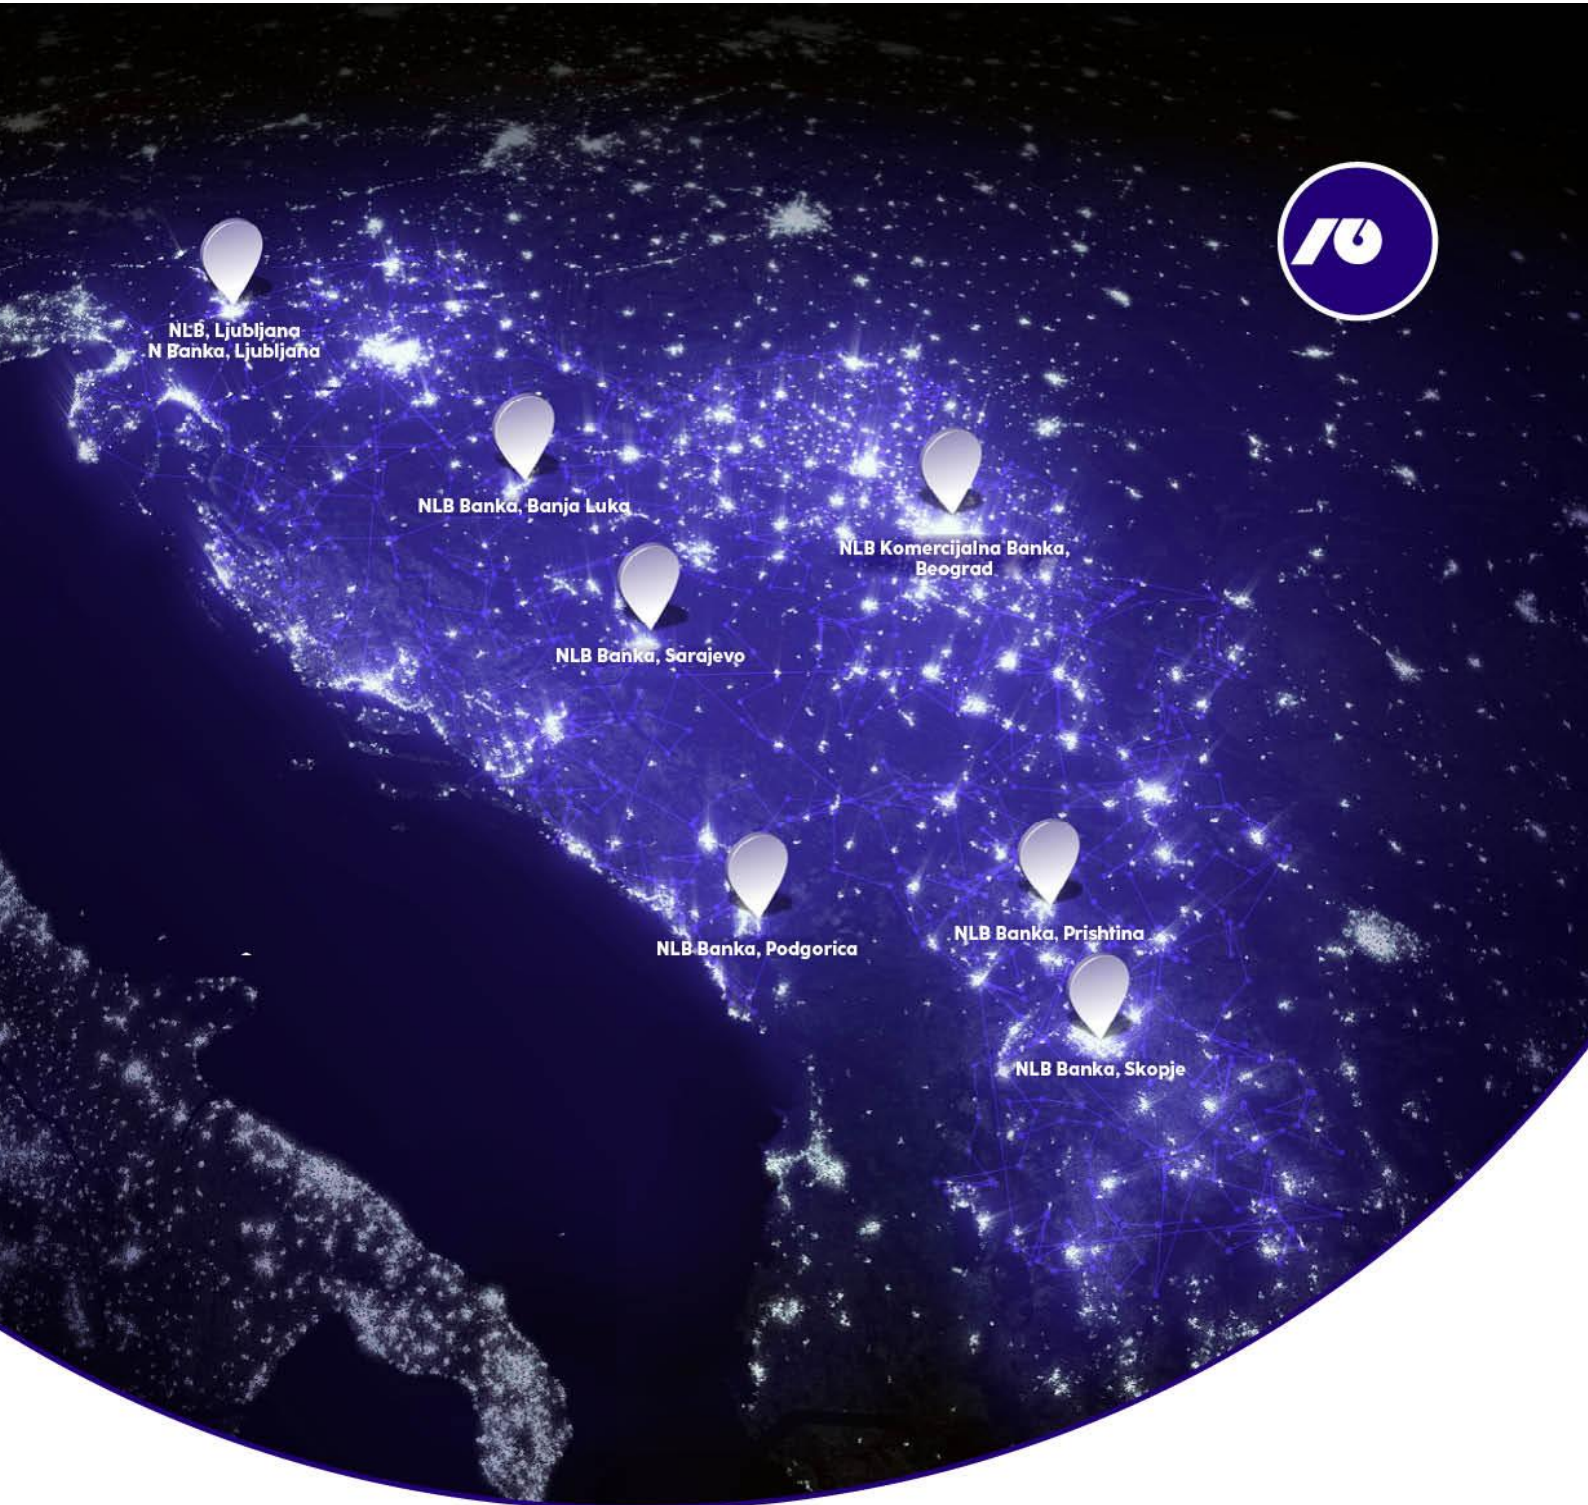 NLB, Ljubljana
N Banka, Ljubljana
NLB Banka, Banja Luka
NLB Komercijalna Banka,
Beograd
NLB Banka, Sarajevo
NLB Banka, Prishtina
NLB Banka, Podgorica
NLB Banka, Skopje